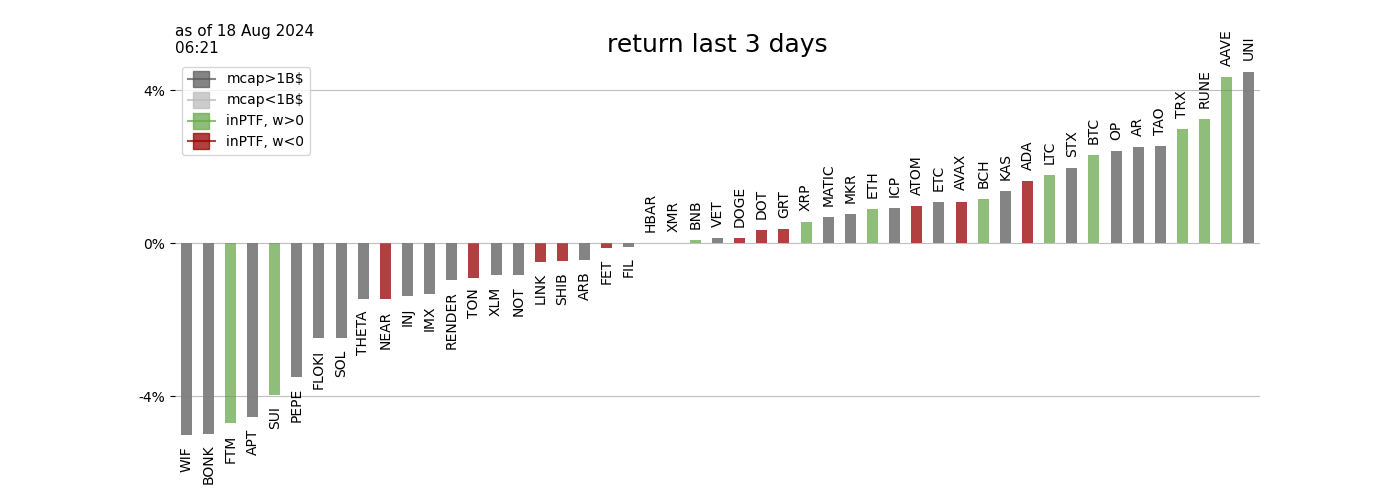 as of 18 Aug 2024
06:21
return last 3 days
mcap>1B$
mcap<1B$
inPTF, w>0
inPTF, w<0
4%
0%
-4%
WIF
BONK
FTM
APT
SUI
PEPE
FLOKI
SOL
THETA
NEAR
INJ
IMX
RENDER
TON
XLM
NOT
LINK
SHIB
ARB
FET
FIL
HBAR
XMR
BNB
VET
DOGE
DOT
GRT
XRP
MATIC
MKR
ETH
ICP
ATOM
ETC
AVAX
BCH
KAS
ADA
LTC
STX
BTC
OP
AR
TAO
TRX
RUNE
AAVE
UNI